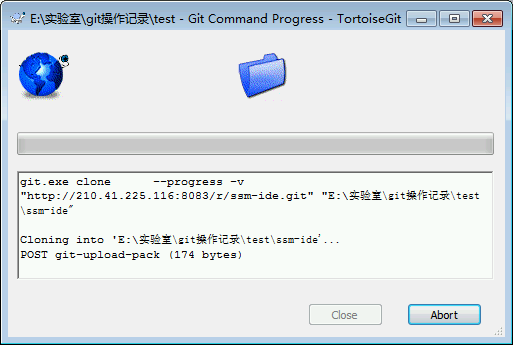 E:\实验室\git操作记录\test - Git Command Progress - TortoiseGit
git.exe clone      --progress -v
"http://210.41.225.116:8083/r/ssm-ide.git" "E:\实验室\git操作记录\test
\ssm-ide"
Cloning into 'E:\实验室\git操作记录\test\ssm-ide'...
POST git-upload-pack (174 bytes)
Close
Abort